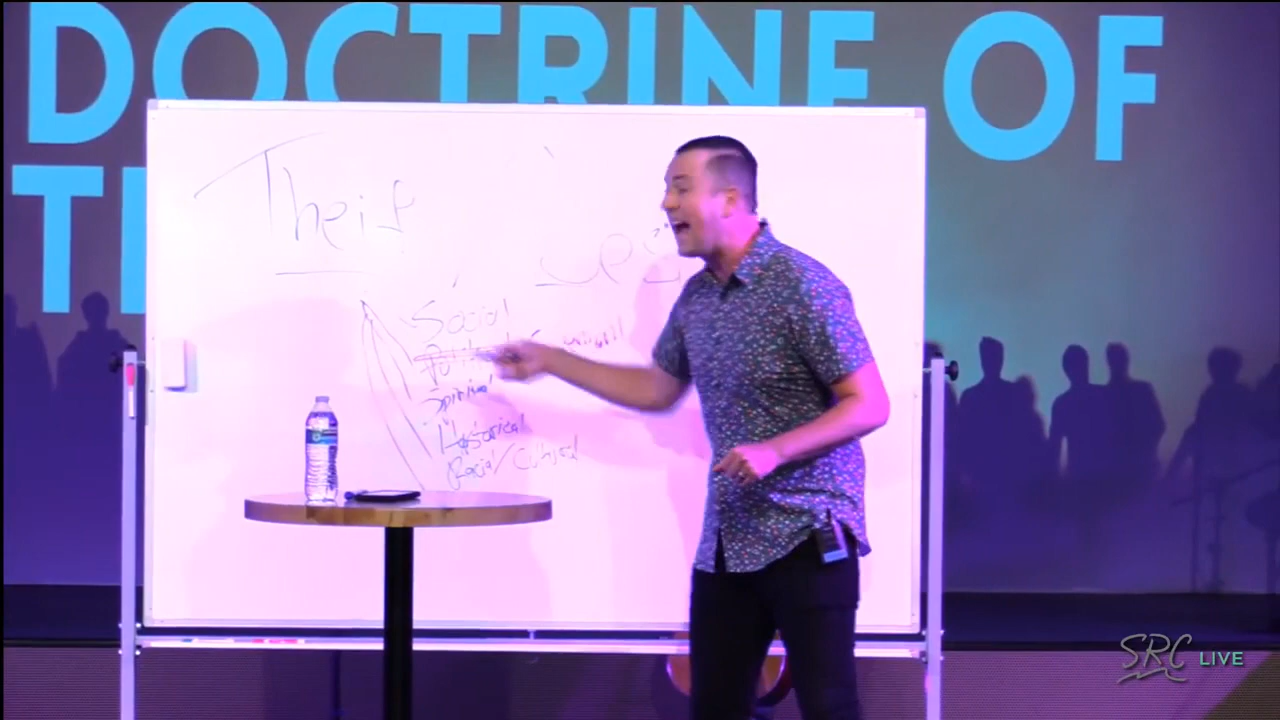 DOCTRINE OF
Theif
Social
Spiritual
Historical
Racial/Cultural
SRC LIVE